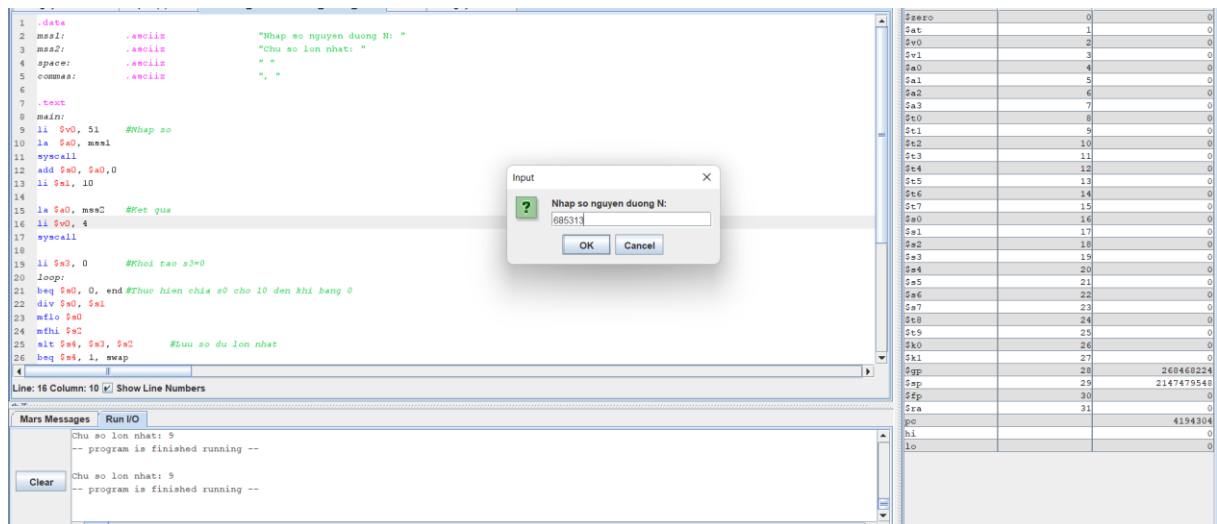 1 .data
2 mss1: .asciiz "Nhap so nguyen duong N: "
3 mss2: .asciiz "Chu so lon nhat: "
4 space: .asciiz " "
5 commas: .asciiz ", "
6
7 .text
8 main:
9 li $v0, 51 #Nhap so
10 la $a0, mss1
11 syscall
12 add $s0, $a0,0
13 li $s1, 10
14
15 la $a0, mss2 #Ket qua
16 li $v0, 4
17 syscall
18
19 li $s3, 0 #Khoi tao s3=0
20 loop:
21 beq $s0, 0, end #Thuc hien chia s0 cho 10 den khi bang 0
22 div $s0, $s1
23 mflo $s0
24 mfhi $s2
25 slt $s4, $s3, $s2 #Luu so du lon nhat
26 beq $s4, 1, swap
Line: 16 Column: 10 Show Line Numbers
Input
Nhap so nguyen duong N:
685313
OK Cancel
Mars Messages Run I/O
Chu so lon nhat: 9
-- program is finished running --
Chu so lon nhat: 9
-- program is finished running --
Clear
$zero 0 0
$at 1 0
$v0 2 0
$v1 3 0
$a0 4 0
$a1 5 0
$a2 6 0
$a3 7 0
$t0 8 0
$t1 9 0
$t2 10 0
$t3 11 0
$t4 12 0
$t5 13 0
$t6 14 0
$t7 15 0
$s0 16 0
$s1 17 0
$s2 18 0
$s3 19 0
$s4 20 0
$s5 21 0
$s6 22 0
$s7 23 0
$t8 24 0
$t9 25 0
$k0 26 0
$k1 27 0
$gp 28 268468224
$sp 29 2147479548
$fp 30 0
$ra 31 0
pc 4194304
hi 0
lo 0